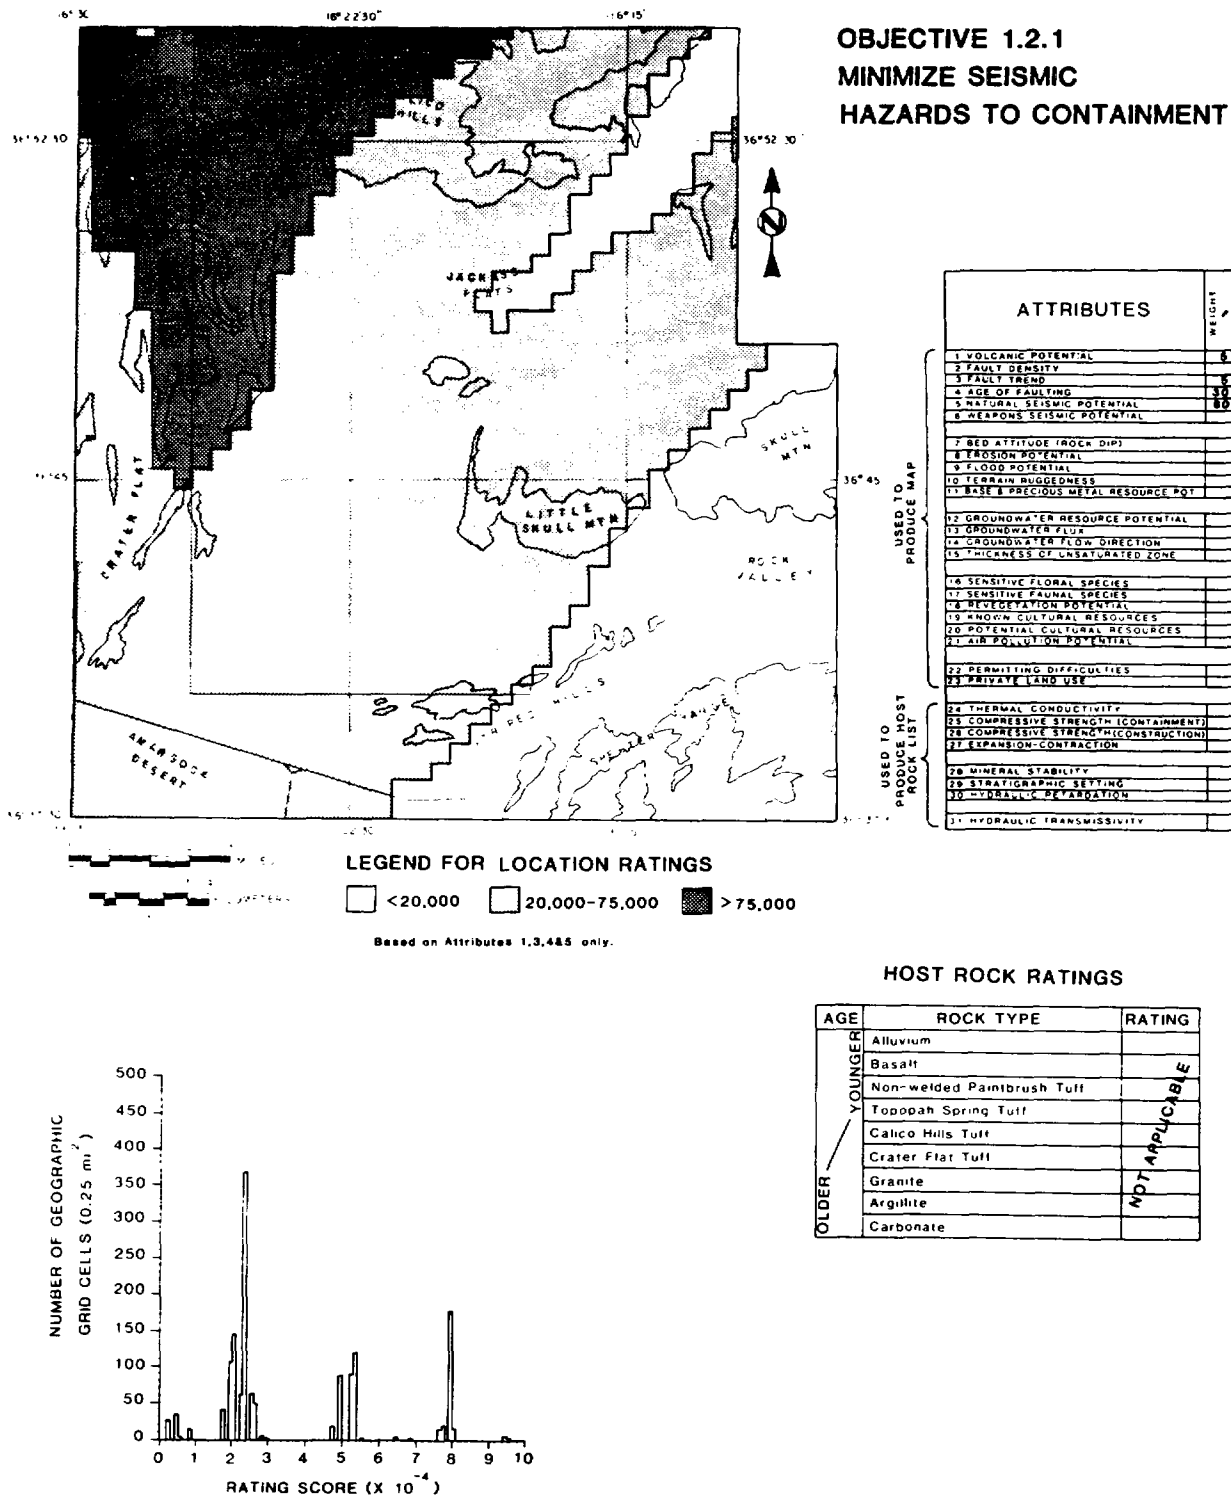 OBJECTIVE 1.2.1
MINIMIZE SEISMIC
HAZARDS TO CONTAINMENT
36°52'30"
N
JACKASS
FLATS
CRATER FLAT
SKULL
MTN
36°45'
LITTLE
SKULL MTN
ROCK
VALLEY
AMARGOSA
DESERT
LEGEND FOR LOCATION RATINGS
<20,000
20,000-75,000
>75,000
Based on Attributes 1,3,4&5 only.
ATTRIBUTES
WEIGHT
USED TO
PRODUCE MAP
1 VOLCANIC POTENTIAL
2 FAULT DENSITY
3 FAULT TREND
4 AGE OF FAULTING
5 NATURAL SEISMIC POTENTIAL
6 WEAPONS SEISMIC POTENTIAL
7 BED ATTITUDE (ROCK DIP)
8 EROSION POTENTIAL
9 FLOOD POTENTIAL
10 TERRAIN RUGGEDNESS
11 BASE & PRECIOUS METAL RESOURCE POT
12 GROUNDWATER RESOURCE POTENTIAL
13 GROUNDWATER FLUX
14 GROUNDWATER FLOW DIRECTION
15 THICKNESS OF UNSATURATED ZONE
16 SENSITIVE FLORAL SPECIES
17 SENSITIVE FAUNAL SPECIES
18 REVEGETATION POTENTIAL
19 KNOWN CULTURAL RESOURCES
20 POTENTIAL CULTURAL RESOURCES
21 AIR POLLUTION POTENTIAL
22 PERMITTING DIFFICULTIES
23 PRIVATE LAND USE
USED TO
PRODUCE HOST
ROCK LIST
24 THERMAL CONDUCTIVITY
25 COMPRESSIVE STRENGTH (CONTAINMENT)
26 COMPRESSIVE STRENGTH (CONSTRUCTION)
27 EXPANSION-CONTRACTION
28 MINERAL STABILITY
29 STRATIGRAPHIC SETTING
30 HYDRAULIC RETARDATION
31 HYDRAULIC TRANSMISSIVITY
HOST ROCK RATINGS
AGE ROCK TYPE RATING
OLDER YOUNGER
Alluvium
Basalt
Non-welded Paintbrush Tuff
Topopah Spring Tuff
Calico Hills Tuff
Crater Flat Tuff
Granite
Argillite
Carbonate
NOT APPLICABLE
NUMBER OF GEOGRAPHIC
GRID CELLS (0.25 mi²)
500
450
400
350
300
250
200
150
100
50
0
0 1 2 3 4 5 6 7 8 9 10
RATING SCORE (X 10⁻⁴)